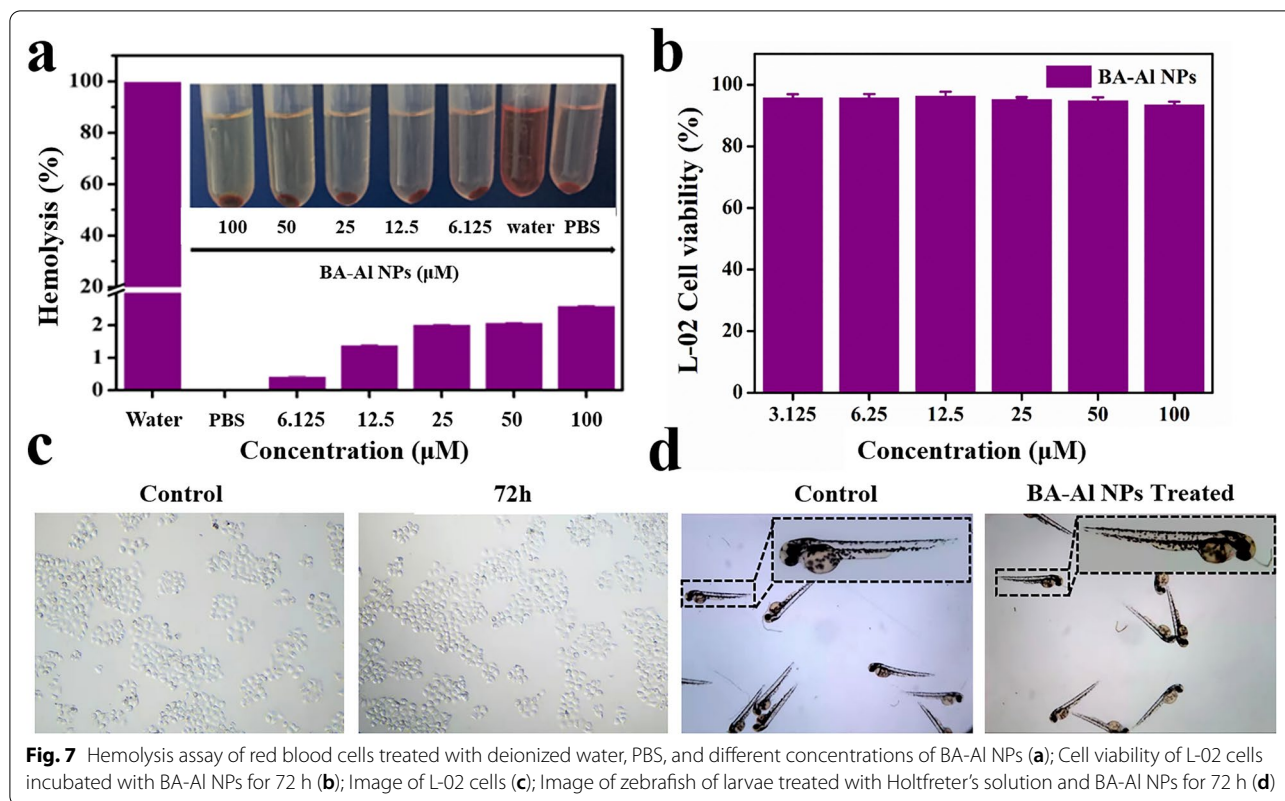 a
Hemolysis (%)
100
80
60
40
20
2
1
0
100 50 25 12.5 6.125 water PBS
BA-Al NPs (μM)
Water PBS 6.125 12.5 25 50 100
Concentration (μM)
b
BA-Al NPs
L-02 Cell viability (%)
100
80
60
40
20
0
3.125 6.25 12.5 25 50 100
Concentration (μM)
c
Control 72h
d
Control BA-Al NPs Treated
Fig. 7 Hemolysis assay of red blood cells treated with deionized water, PBS, and different concentrations of BA-Al NPs (a); Cell viability of L-02 cells
incubated with BA-Al NPs for 72 h (b); Image of L-02 cells (c); Image of zebrafish of larvae treated with Holtfreter’s solution and BA-Al NPs for 72 h (d)